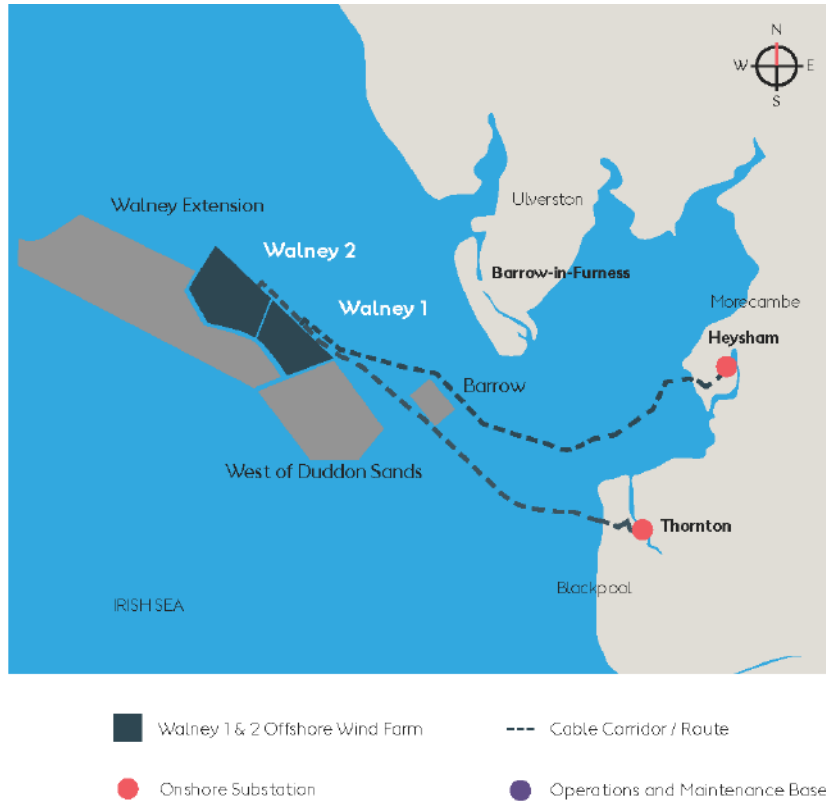 N
W E
S
Ulverston
Walney Extension
Walney 2
Barrow-in-Furness
Walney 1
Morecambe
Heysham
Barrow
West of Duddon Sands
Thornton
Blackpool
IRISH SEA
Walney 1 & 2 Offshore Wind Farm
Cable Corridor / Route
Onshore Substation
Operations and Maintenance Base